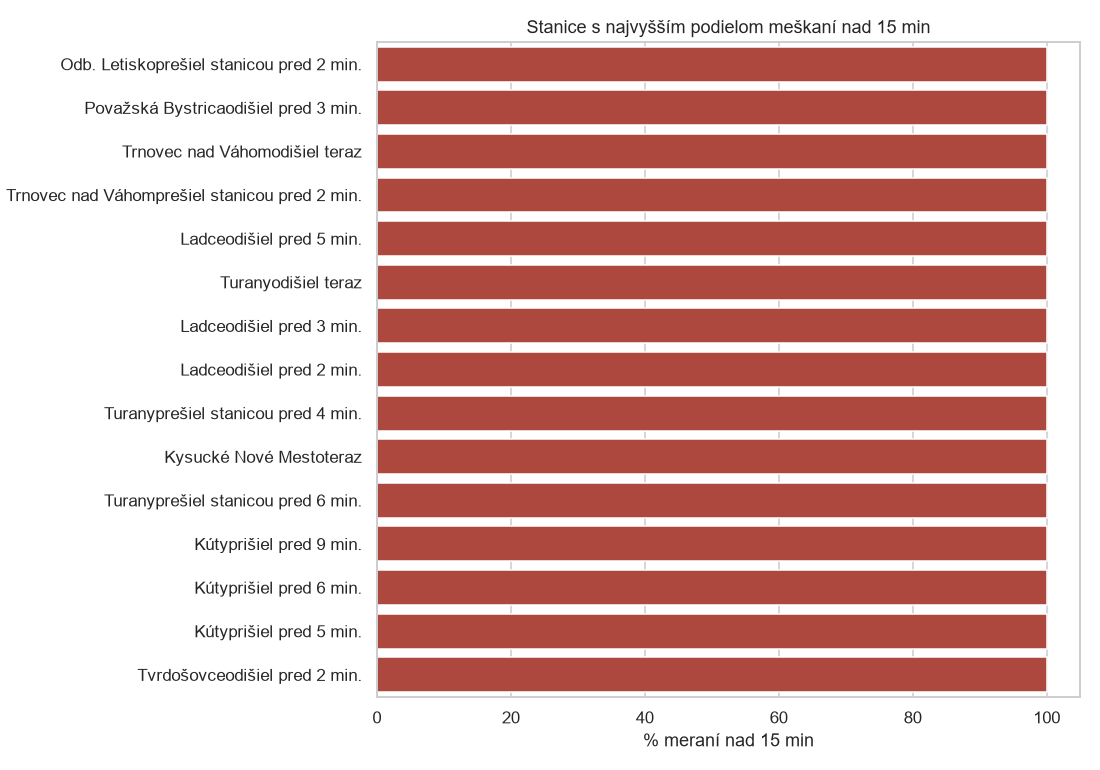 Stanice s najvyšším podielom meškaní nad 15 min
Odb. Letiskoprešiel stanicou pred 2 min.
Považská Bystricaodišiel pred 3 min.
Trnovec nad Váhomodišiel teraz
Trnovec nad Váhomprešiel stanicou pred 2 min.
Ladceodišiel pred 5 min.
Turanyodišiel teraz
Ladceodišiel pred 3 min.
Ladceodišiel pred 2 min.
Turanyprešiel stanicou pred 4 min.
Kysucké Nové Mestoteraz
Turanyprešiel stanicou pred 6 min.
Kútyprišiel pred 9 min.
Kútyprišiel pred 6 min.
Kútyprišiel pred 5 min.
Tvrdošovceodišiel pred 2 min.
0 20 40 60 80 100
% meraní nad 15 min